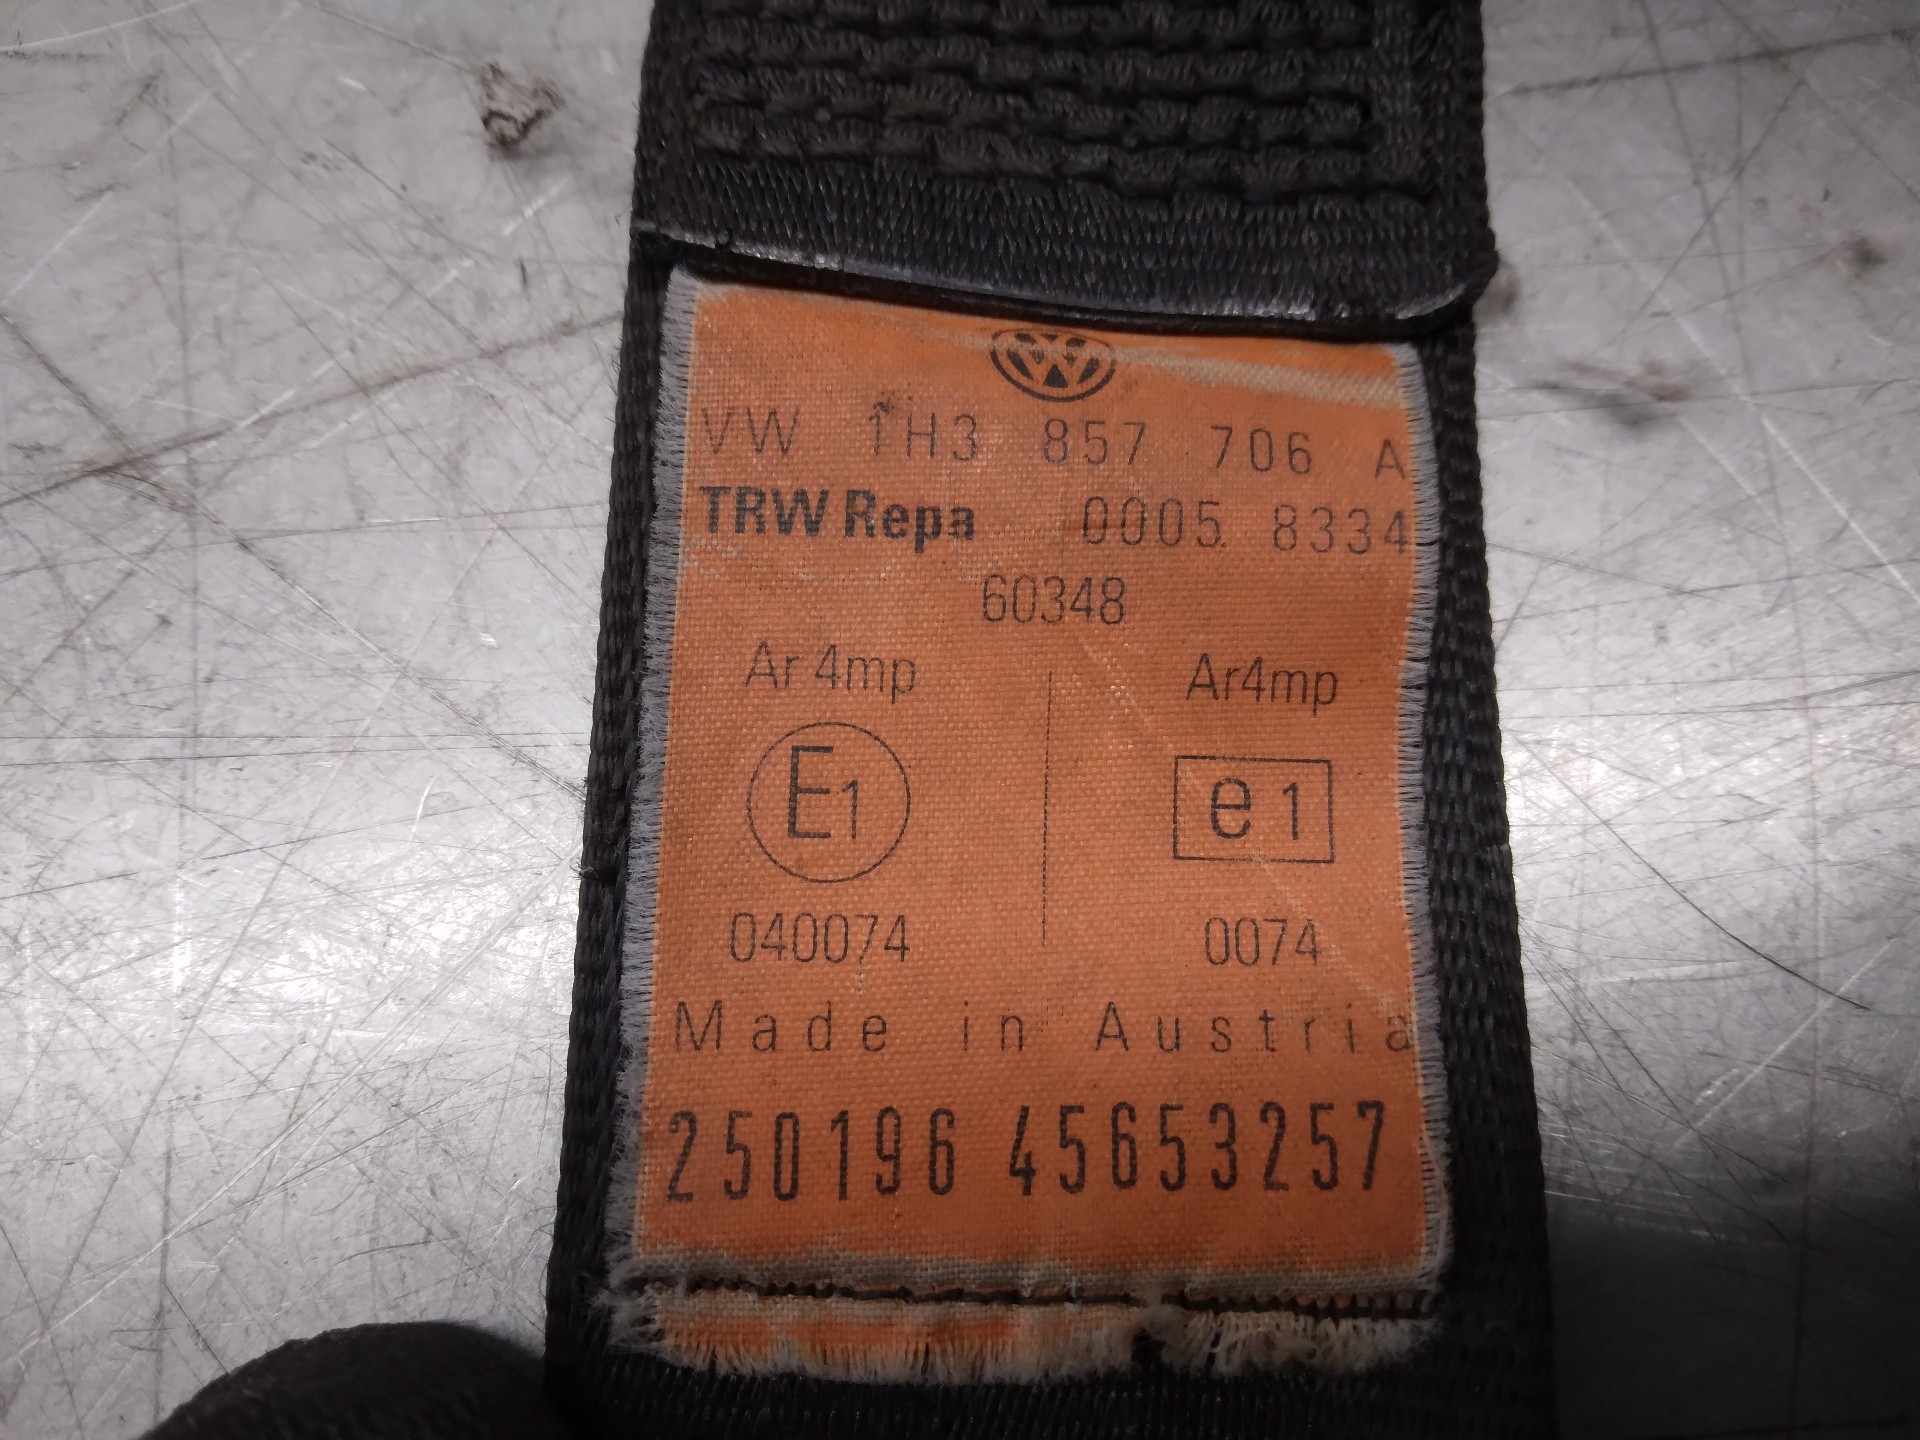 VW 1H3 857 706 A
TRW Repa 0005 8334
60348
Ar 4mp Ar4mp
E1 e1
040074 0074
Made in Austria
250196 45653257